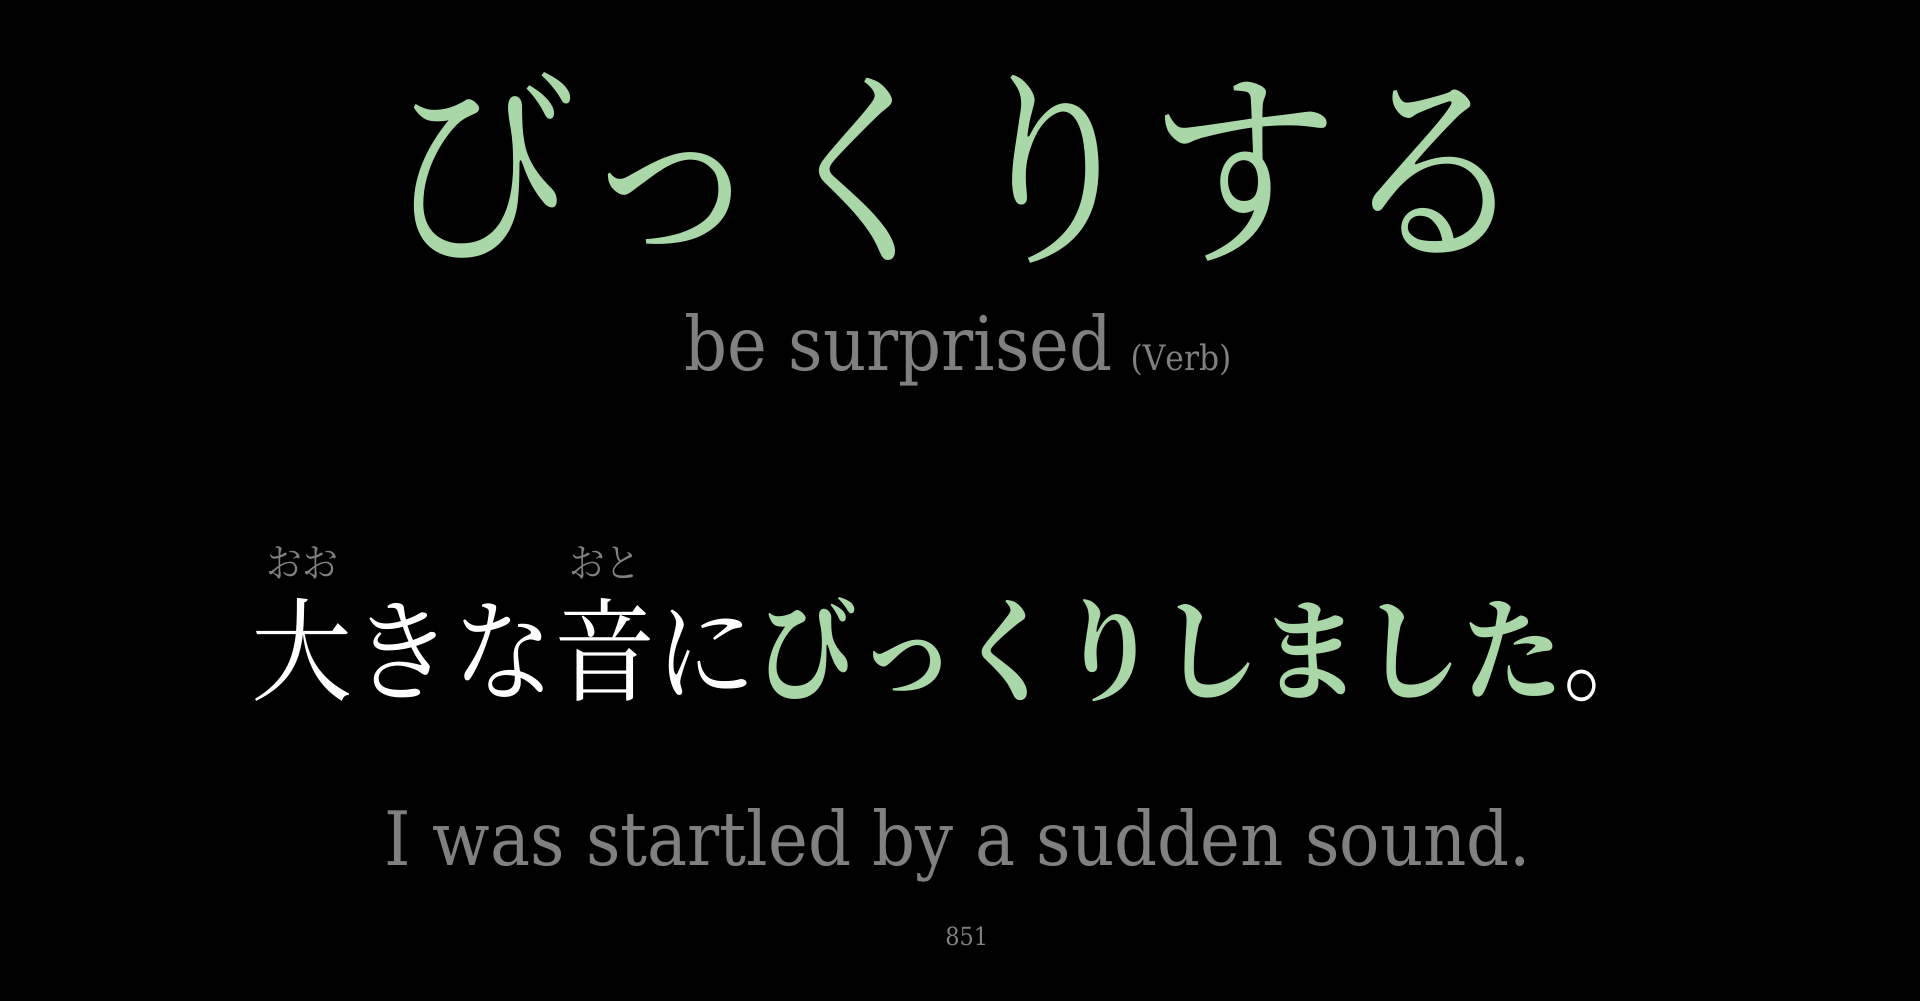 びっくりする
be surprised (Verb)
おお おと
大きな音にびっくりしました。
I was startled by a sudden sound.
851